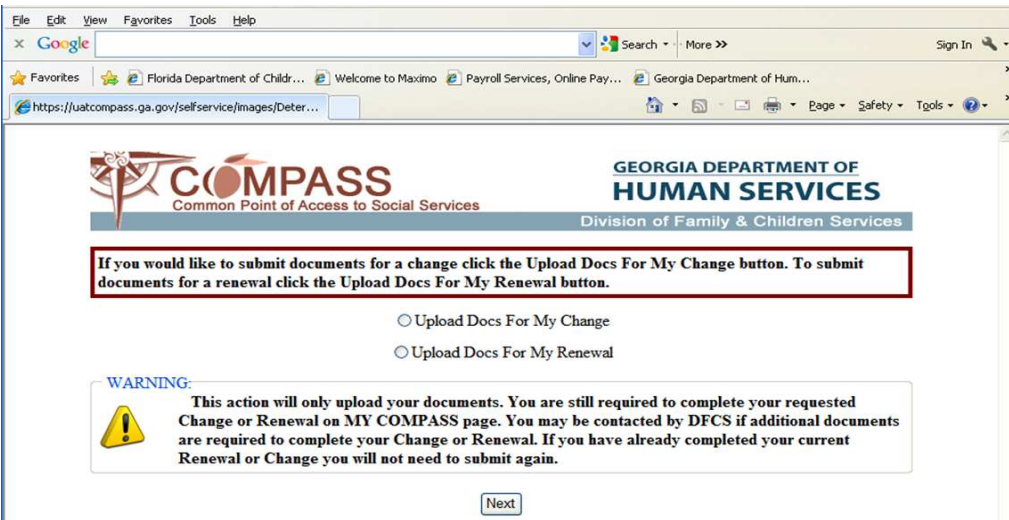 File Edit View Favorites Tools Help
x Google Search More >> Sign In
Favorites Florida Department of Childr... Welcome to Maximo Payroll Services, Online Pay... Georgia Department of Hum...
https://uatcompass.ga.gov/selfservice/images/Deter... Page Safety Tools
COMPASS
Common Point of Access to Social Services
GEORGIA DEPARTMENT OF
HUMAN SERVICES
Division of Family & Children Services
If you would like to submit documents for a change click the Upload Docs For My Change button. To submit
documents for a renewal click the Upload Docs For My Renewal button.
Upload Docs For My Change
Upload Docs For My Renewal
WARNING:
This action will only upload your documents. You are still required to complete your requested
Change or Renewal on MY COMPASS page. You may be contacted by DFCS if additional documents
are required to complete your Change or Renewal. If you have already completed your current
Renewal or Change you will not need to submit again.
Next